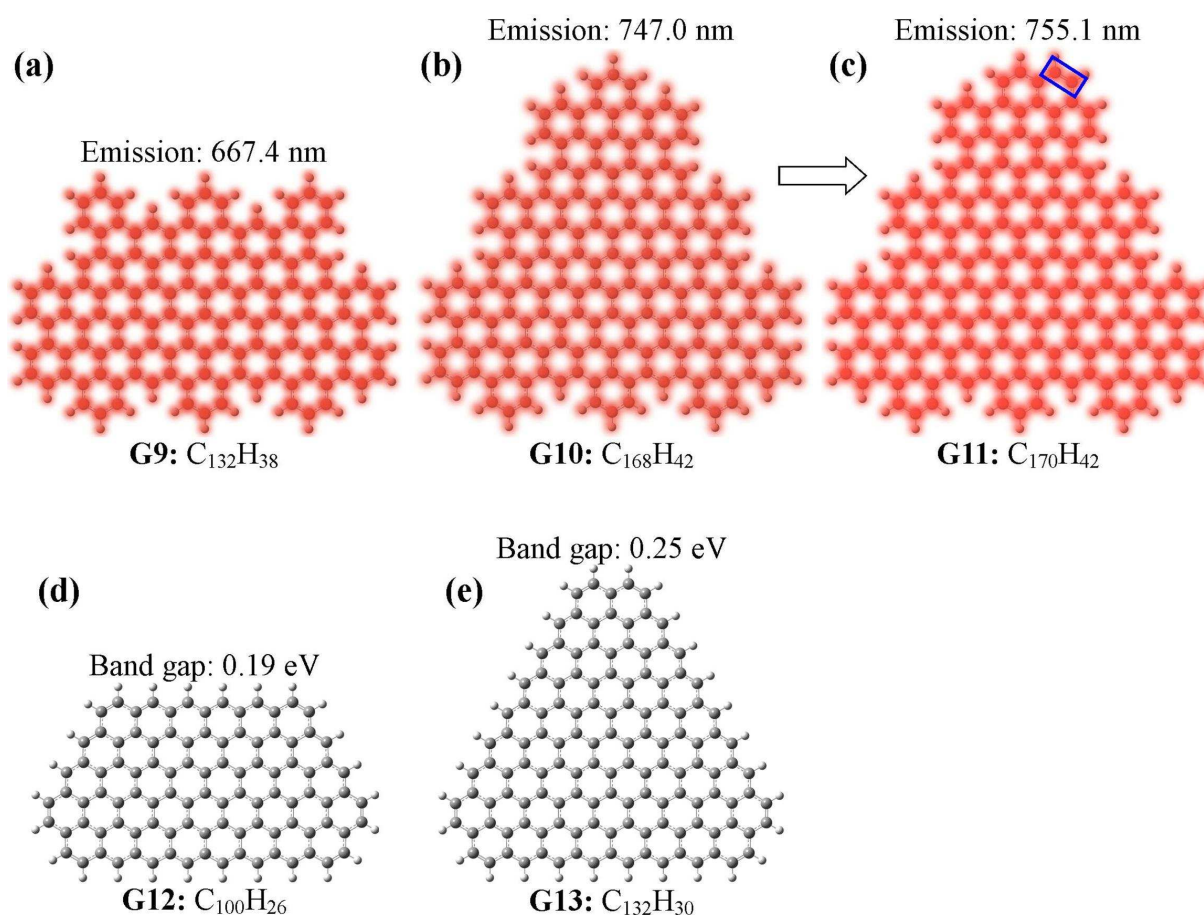 Emission: 747.0 nm
Emission: 755.1 nm
(a)
(b)
(c)
Emission: 667.4 nm
G9: C₁₃₂H₃₈
G10: C₁₆₈H₄₂
G11: C₁₇₀H₄₂
Band gap: 0.25 eV
(d)
(e)
Band gap: 0.19 eV
G12: C₁₀₀H₂₆
G13: C₁₃₂H₃₀